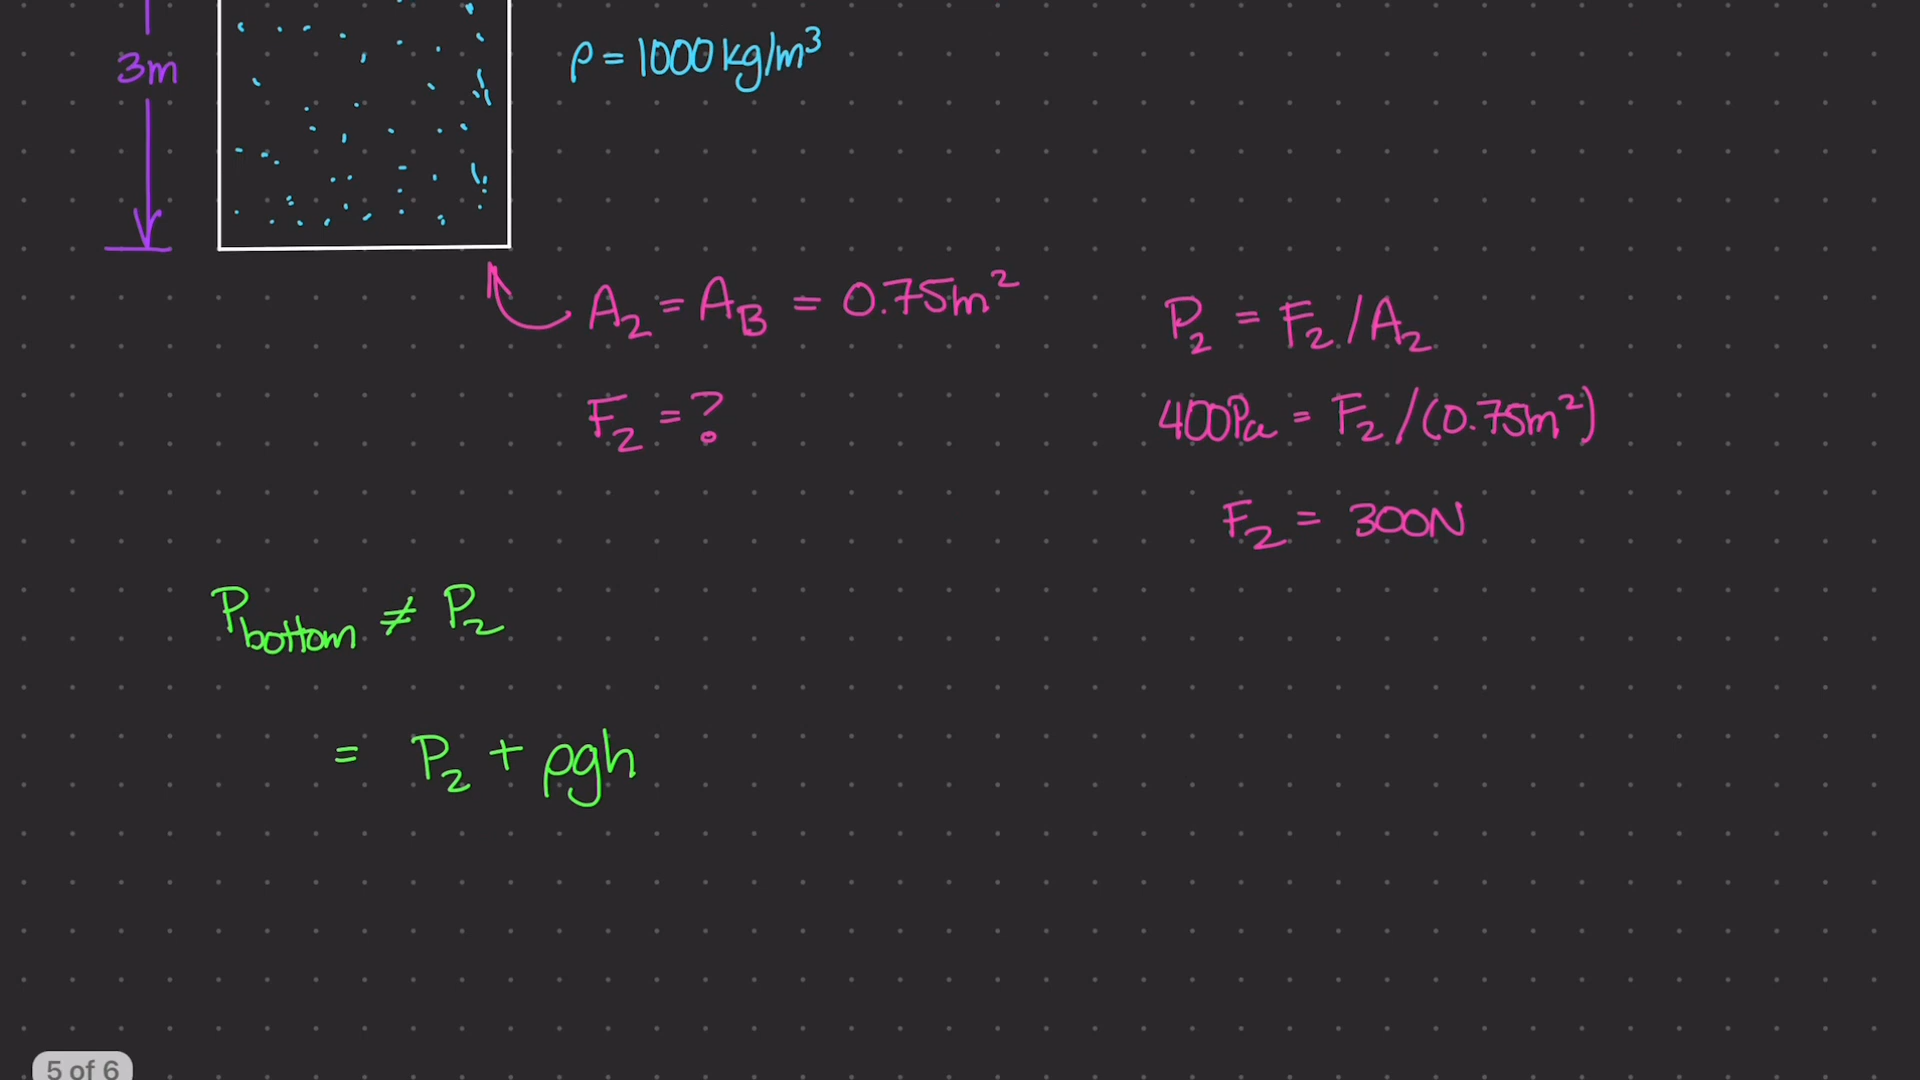 3m
ρ = 1000 kg/m³
A₂ = A_B = 0.75m²
F₂ = ?
P₂ = F₂ / A₂
400Pa = F₂ / (0.75m²)
F₂ = 300N
P_bottom ≠ P₂
= P₂ + ρgh
5 of 6